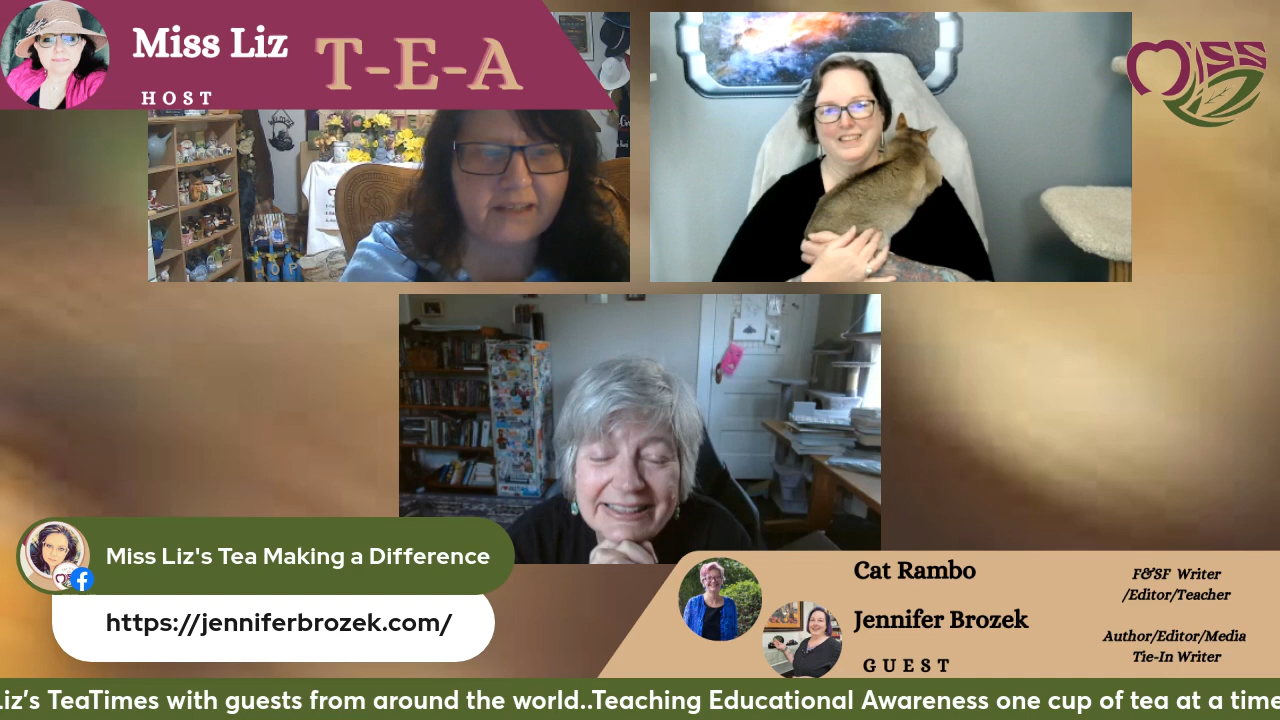 Miss Liz
T-E-A
HOST
MISS
Miss Liz's Tea Making a Difference
https://jenniferbrozek.com/
Cat Rambo
F&SF Writer
/Editor/Teacher
Jennifer Brozek
Author/Editor/Media
Tie-In Writer
GUEST
Liz's TeaTimes with guests from around the world..Teaching Educational Awareness one cup of tea at a time